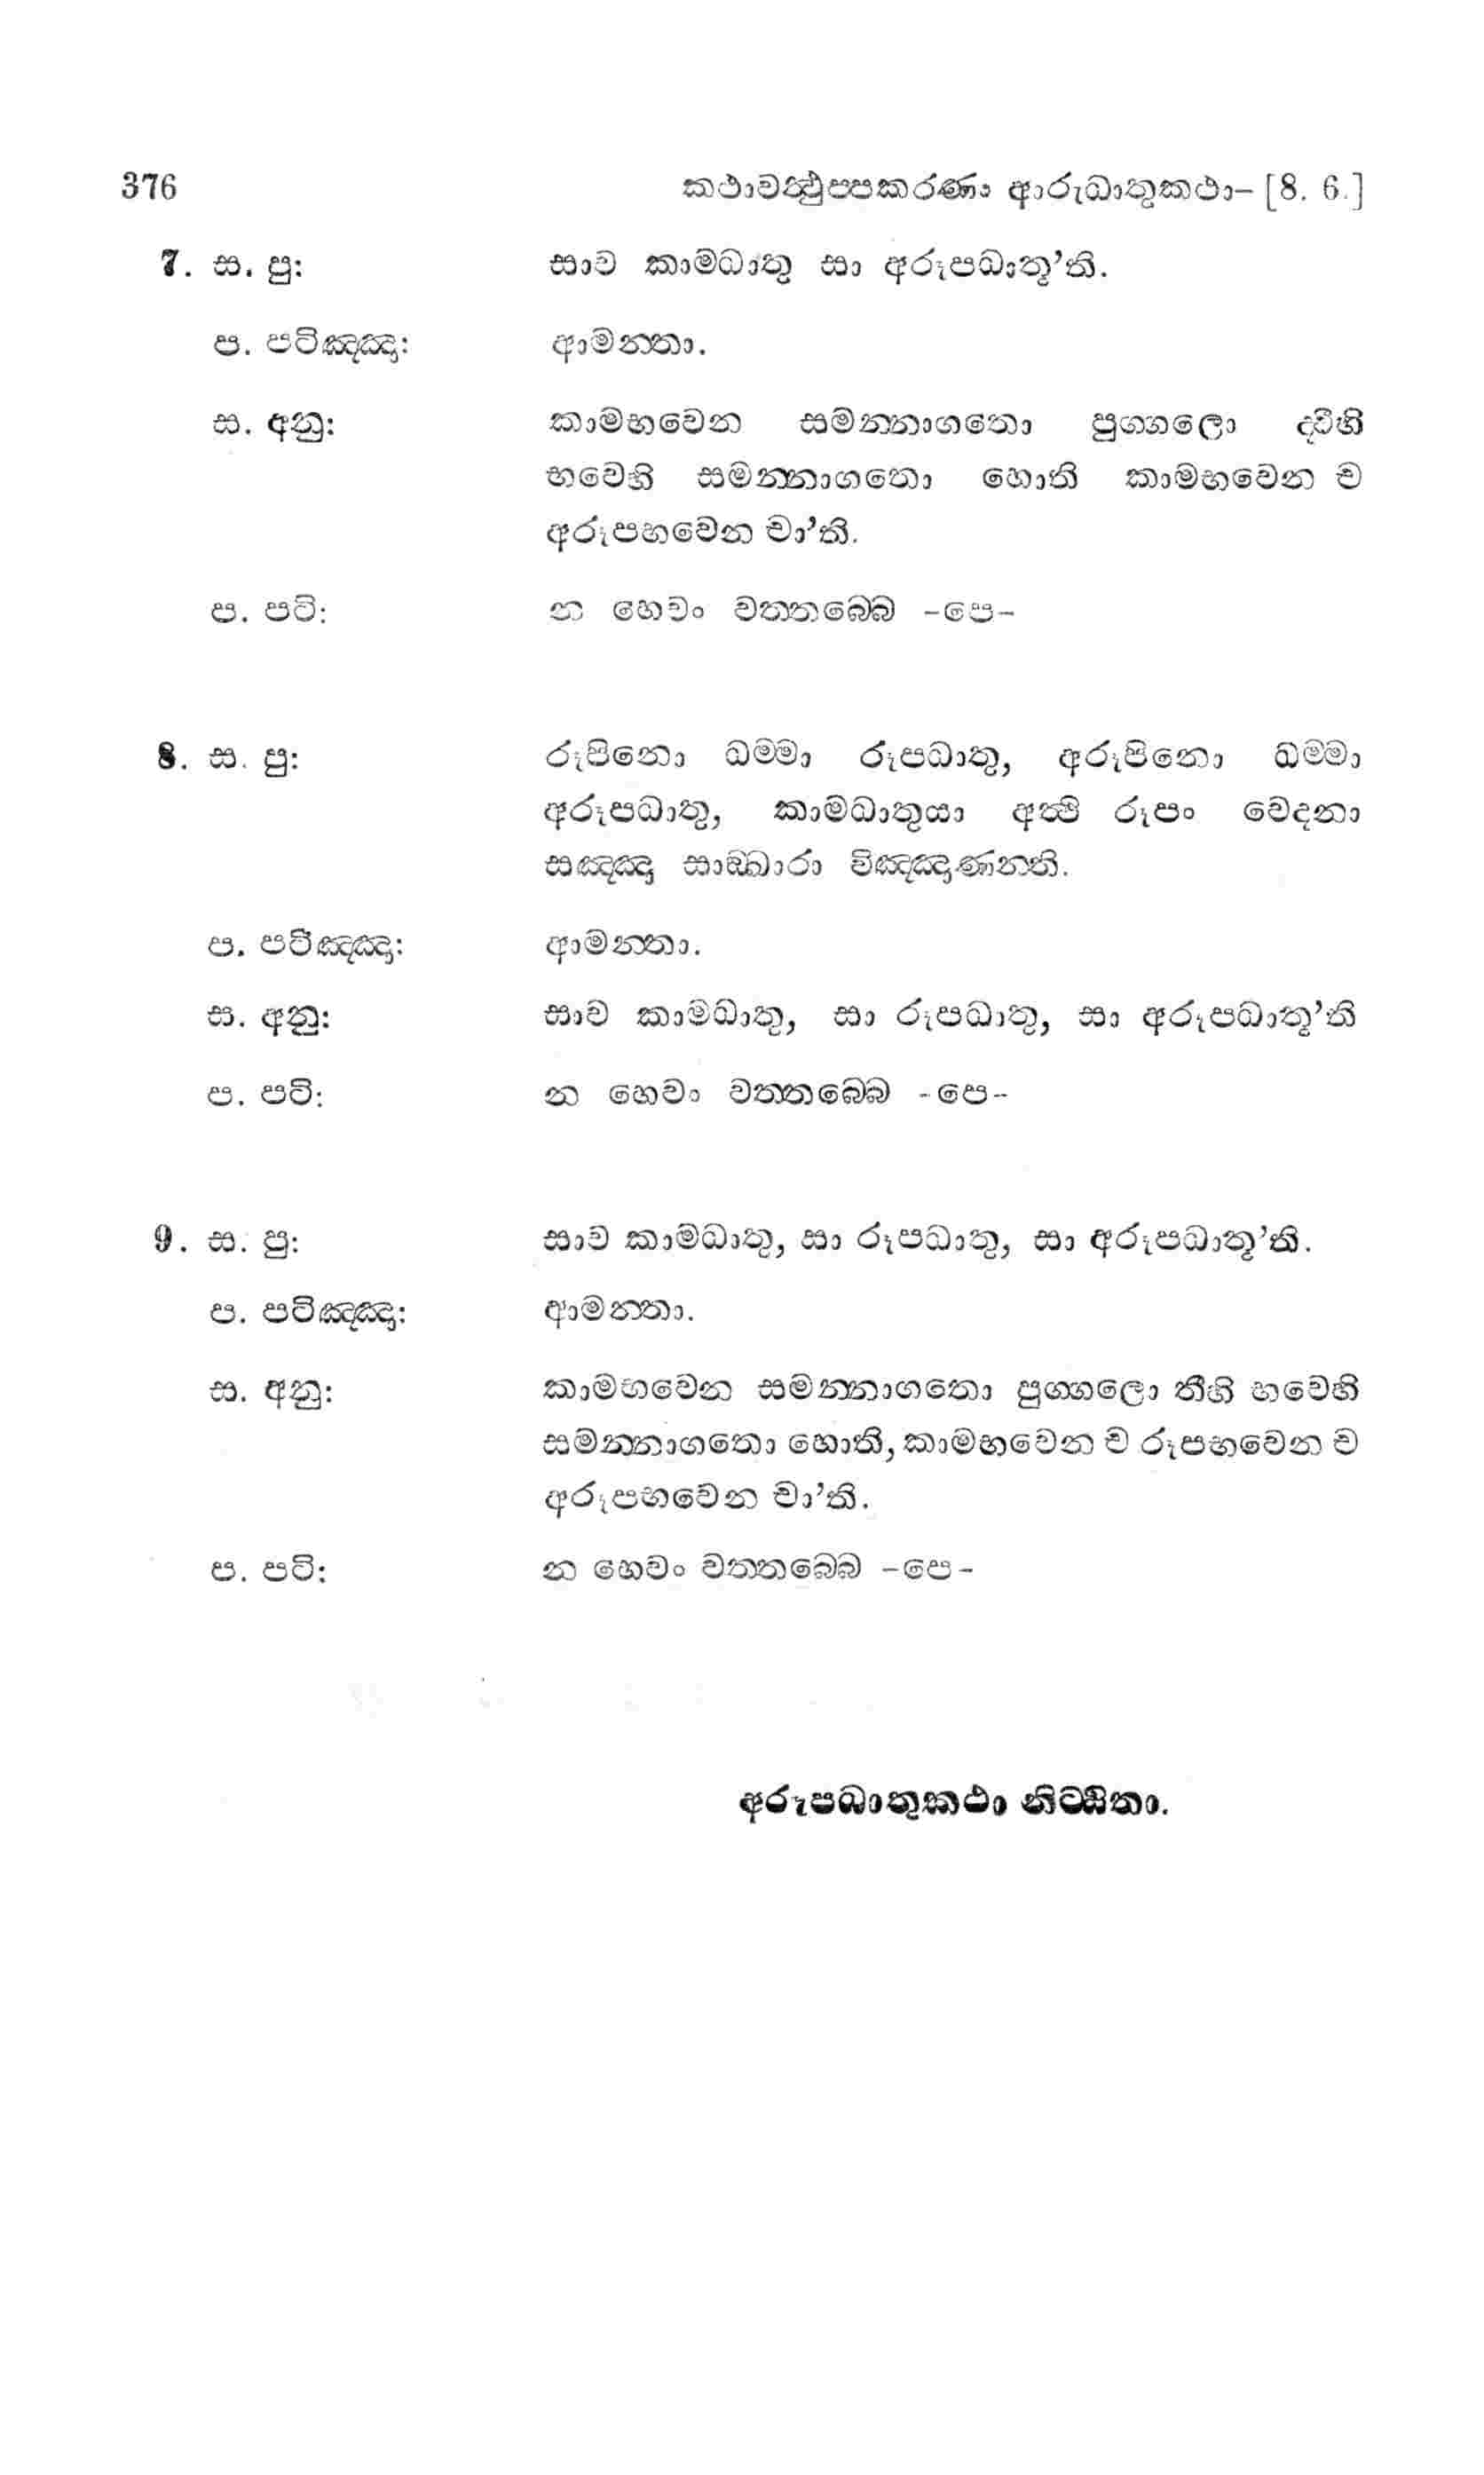 376 කථාවත්‍ථුප්පකරණං ආරුධාතුකථා– [8. 6.]
7. ස. පු: සාව කාමධාතු සා අරූපධාතූ’ති.
ප. පටිඤ්ඤා: ආමන්තා.
ස. අනු: කාමභවෙන සමන්නාගතො පුග්ගලො ද්වීහි
භවෙහි සමන්නාගතො හොති කාමභවෙන ච
අරූපභවෙන චා’ති.
ප. පටි: න හෙවං වත්තබ්බෙ -පෙ-
8. ස. පු: රූපිනො ධම්මා රූපධාතු, අරූපිනො ධම්මා
අරූපධාතු, කාමධාතුයා අත්‍ථි රූපං වෙදනා
සඤ්ඤා සාඞ්ඛාරා විඤ්ඤාණන්ති.
ප. පටිඤ්ඤා: ආමන්තා.
ස. අනු: සාව කාමධාතු, සා රූපධාතු, සා අරූපධාතූ’ති
ප. පටි: න හෙවං වත්තබ්බෙ -පෙ-
9. ස. පු: සාව කාමධාතු, සා රූපධාතු, සා අරූපධාතූ’ති.
ප. පටිඤ්ඤා: ආමන්තා.
ස. අනු: කාමභවෙන සමන්නාගතො පුග්ගලො තීහි භවෙහි
සමන්නාගතො හොති, කාමභවෙන ච රූපභවෙන ච
අරූපභවෙන චා’ති.
ප. පටි: න හෙවං වත්තබ්බෙ -පෙ-
අරූපධාතුකථා නිට්ඨිතා.